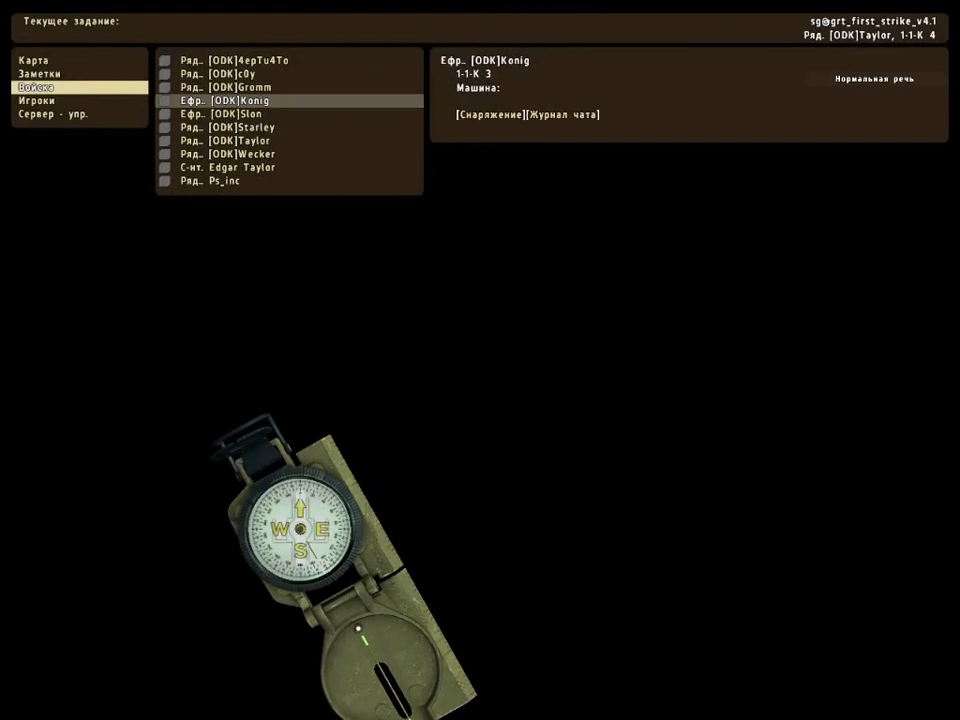 Текущее задание:
sg@grt_first_strike_v4.1
Ряд. [ODK]Taylor, 1-1-K 4
Карта
Заметки
Войска
Игроки
Сервер - упр.
Ряд.. [ODK]4epTu4To
Ряд.. [ODK]c0y
Ряд.. [ODK]Gromm
Ефр.. [ODK]Konig
Ефр.. [ODK]Slon
Ряд.. [ODK]Starley
Ряд.. [ODK]Taylor
Ряд.. [ODK]Wecker
С-нт. Edgar Taylor
Ряд.. Ps_inc
Ефр.. [ODK]Konig
1-1-K 3
Машина:
[Снаряжение][Журнал чата]
Нормальная речь
W E
S